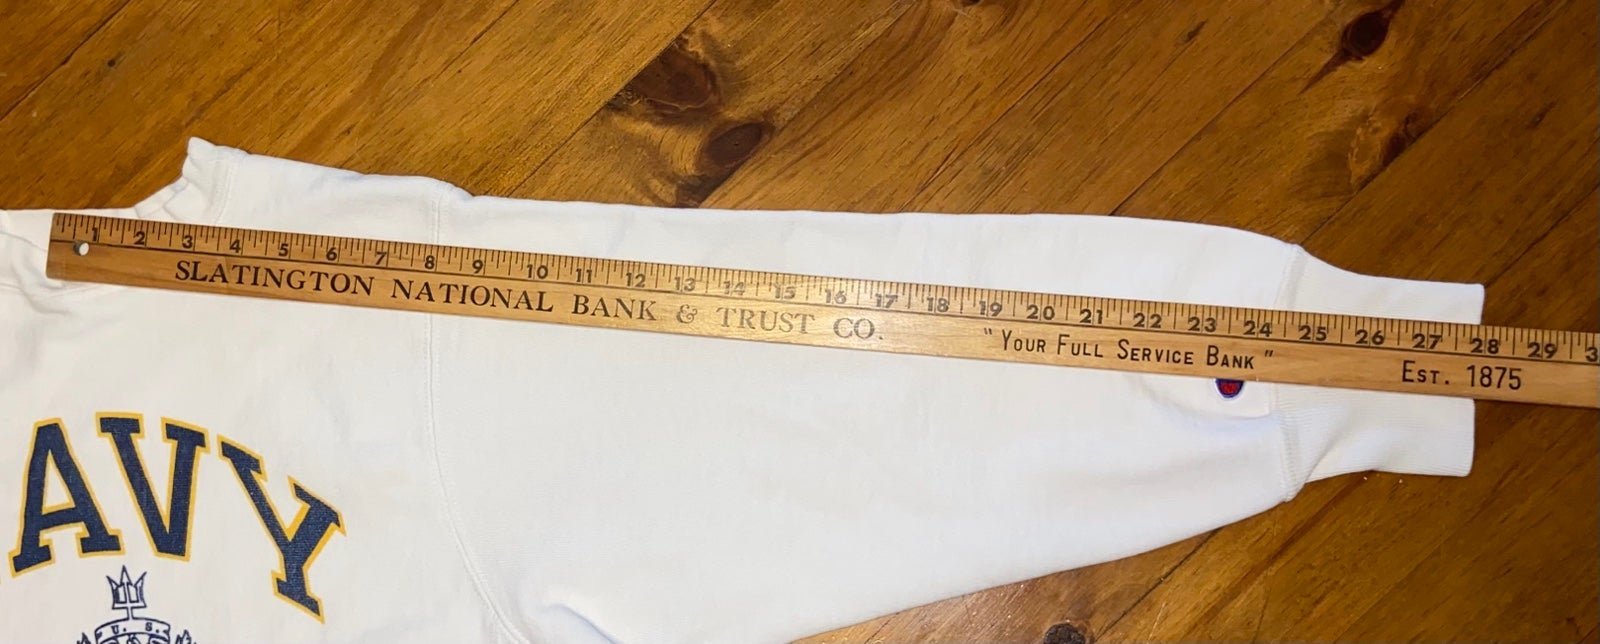 1 2 3 4 5 6 7 8 9 10 11 12 13 14 15 16 17 18 19 20 21 22 23 24 25 26 27 28 29 3
SLATINGTON NATIONAL BANK & TRUST CO. "YOUR FULL SERVICE BANK" EST. 1875
AVY
U. S.